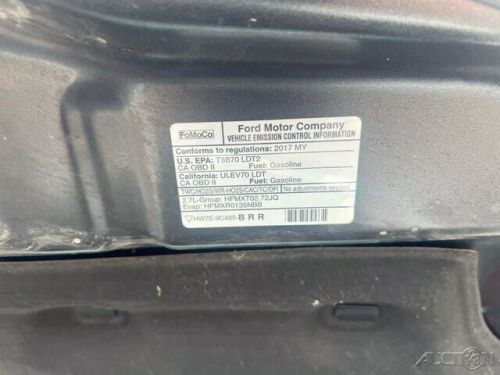 FoMoCo
Ford Motor Company
VEHICLE EMISSION CONTROL INFORMATION
Conforms to regulations: 2017 MY
U.S. EPA: T3B70 LDT2
CA OBD II Fuel: Gasoline
California: ULEV70 LDT
CA OBD II Fuel: Gasoline
TWC/HO2S/WR-HO2S/CAC/TC/DFI No adjustments needed
2.7L-Group: HFMXT02.72JQ
Evap: HFMXR0135NBB
HW7E-9C485-BRR
AUCTION